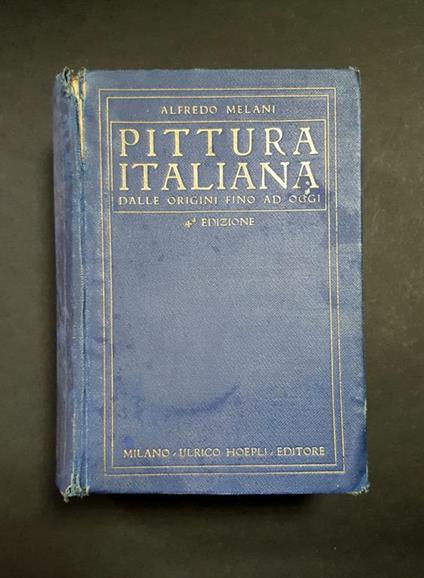 ALFREDO MELANI
PITTURA
ITALIANA
DALLE ORIGINI FINO AD OGGI
4ª EDIZIONE
MILANO · ULRICO HOEPLI · EDITORE